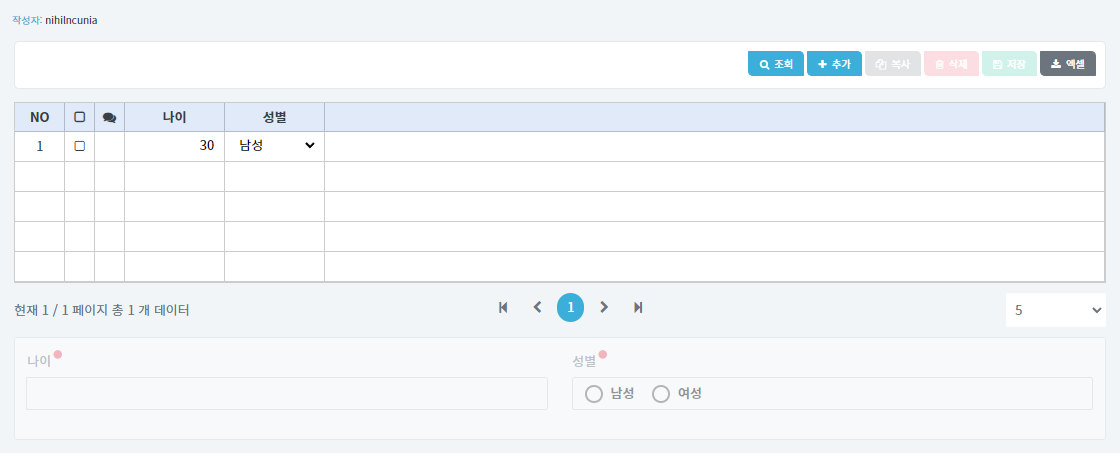 작성자: nihilncunia
조회 추가 복사 삭제 저장 엑셀
NO 나이 성별
1 30 남성
현재 1 / 1 페이지 총 1 개 데이터 1 5
나이 성별
남성 여성